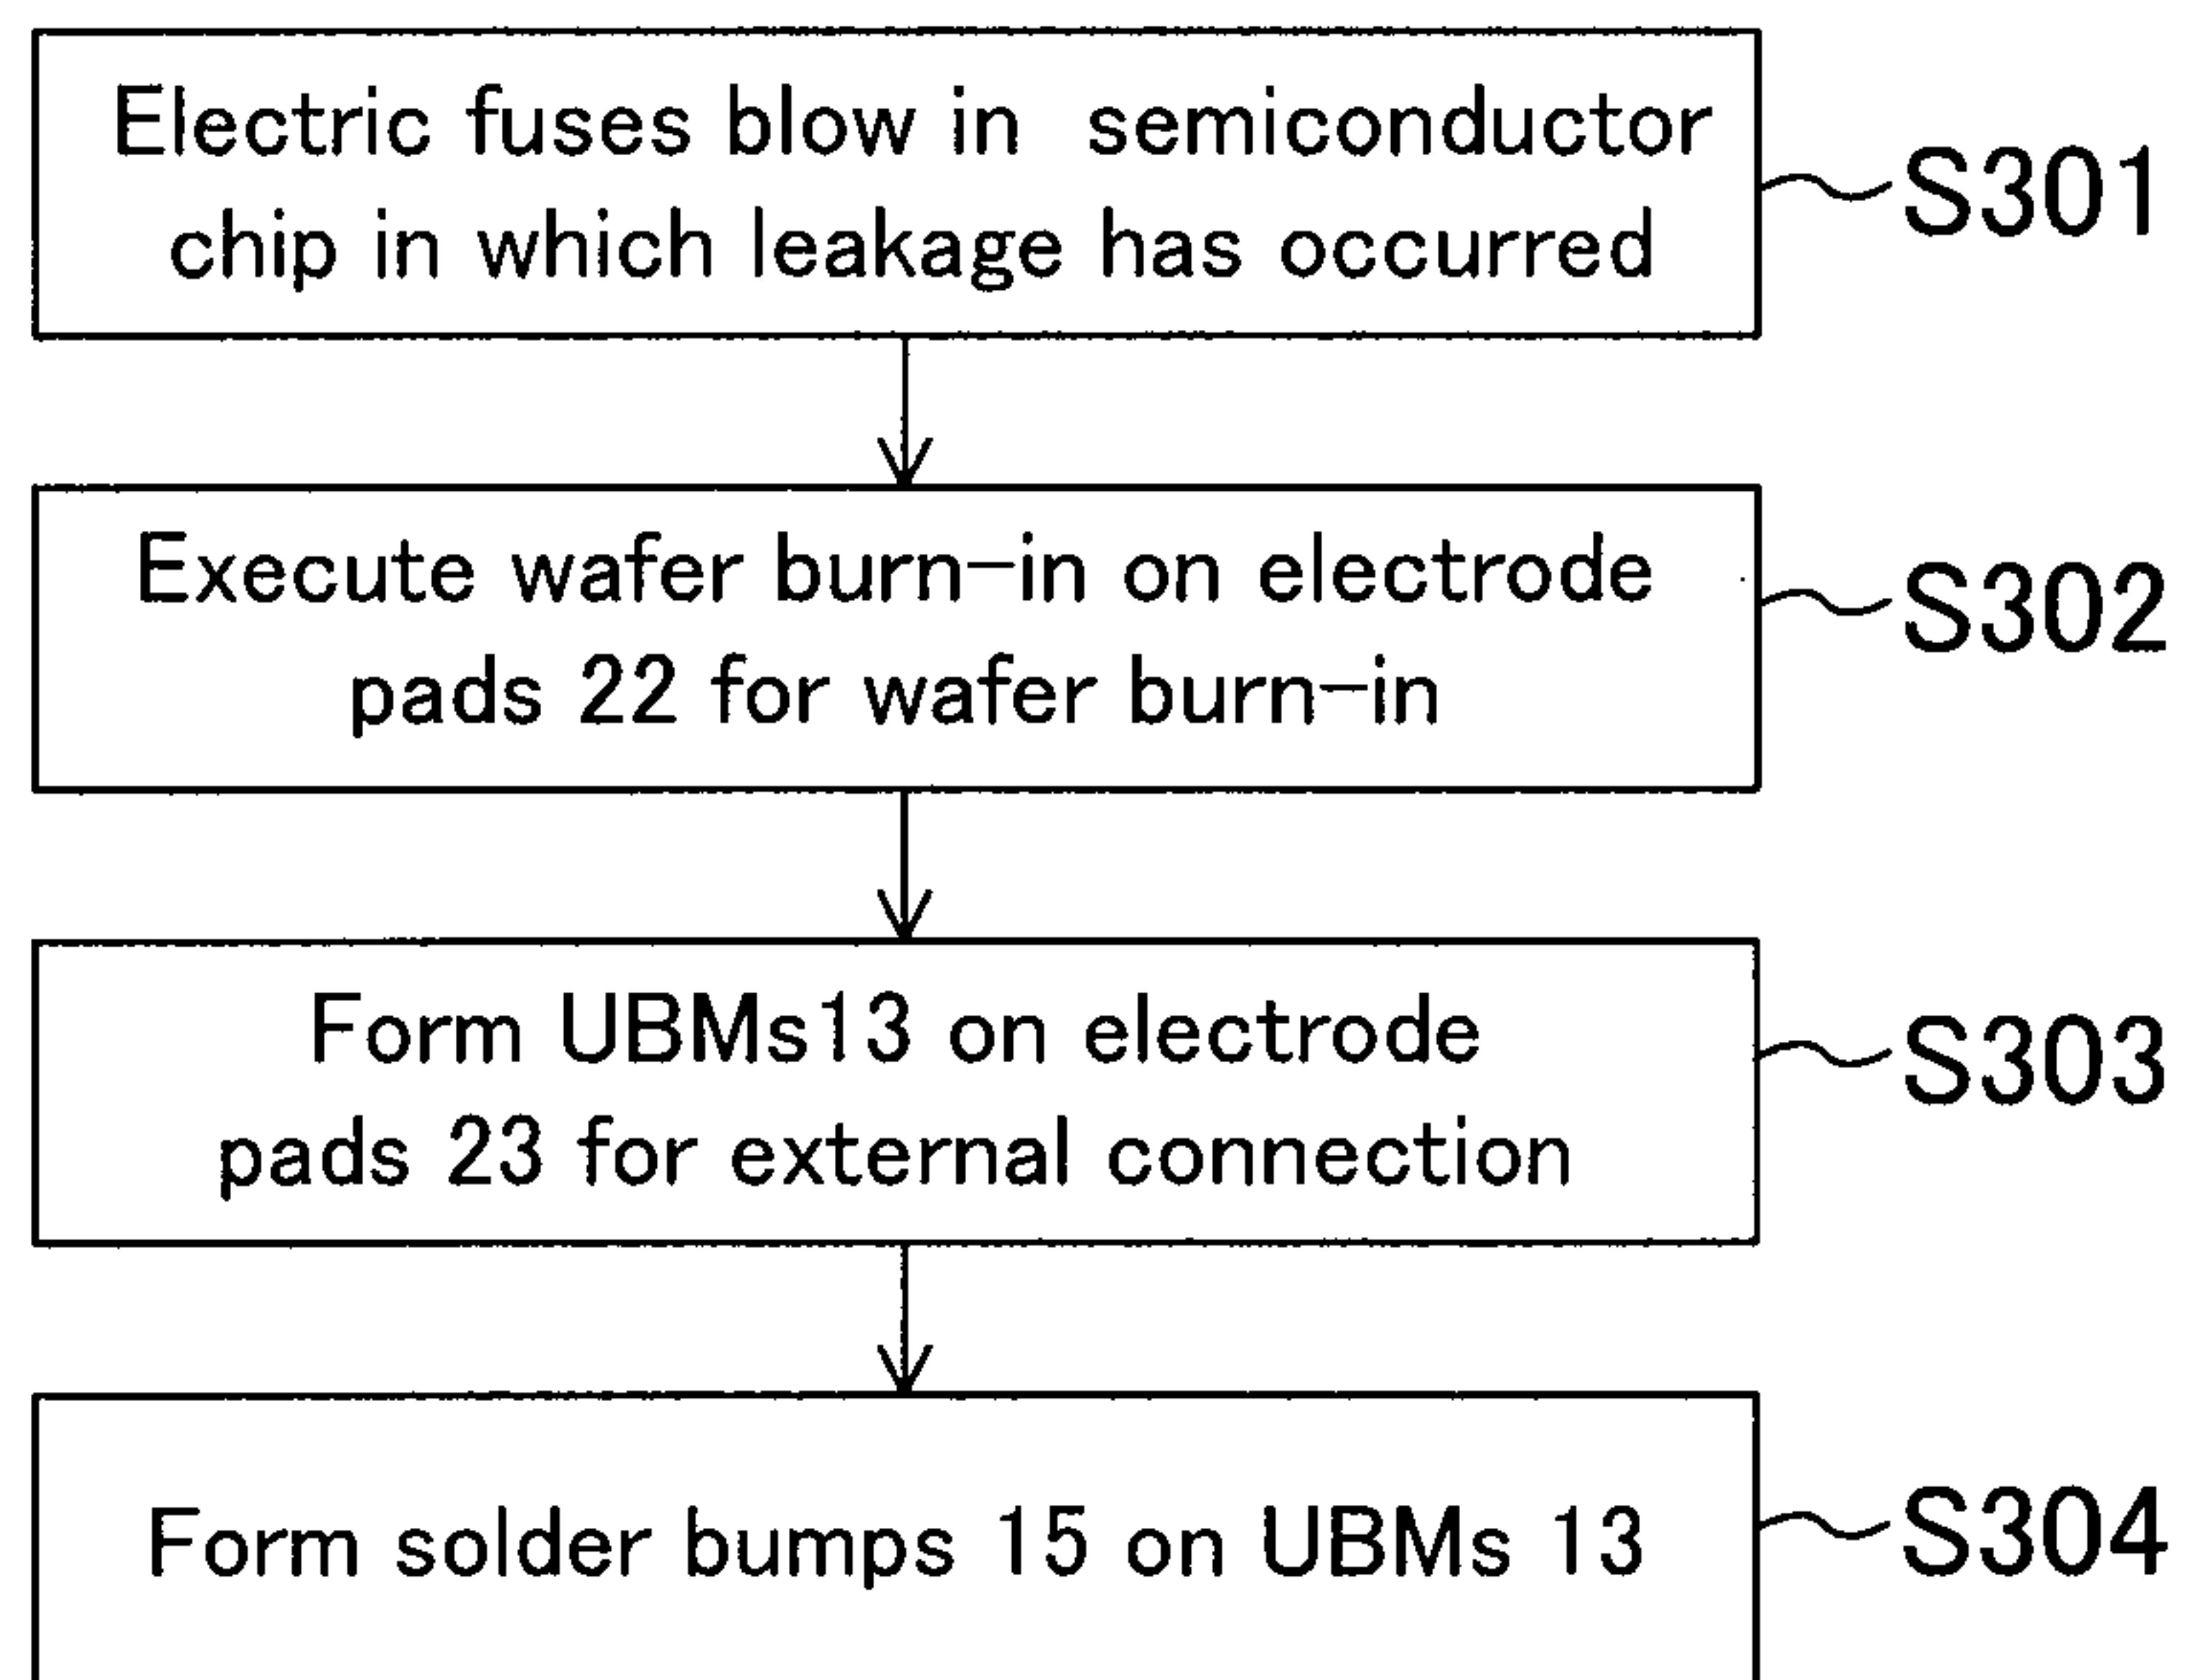 Electric fuses blow in semiconductor
chip in which leakage has occurred
S301
Execute wafer burn-in on electrode
pads 22 for wafer burn-in
S302
Form UBMs13 on electrode
pads 23 for external connection
S303
Form solder bumps 15 on UBMs 13
S304